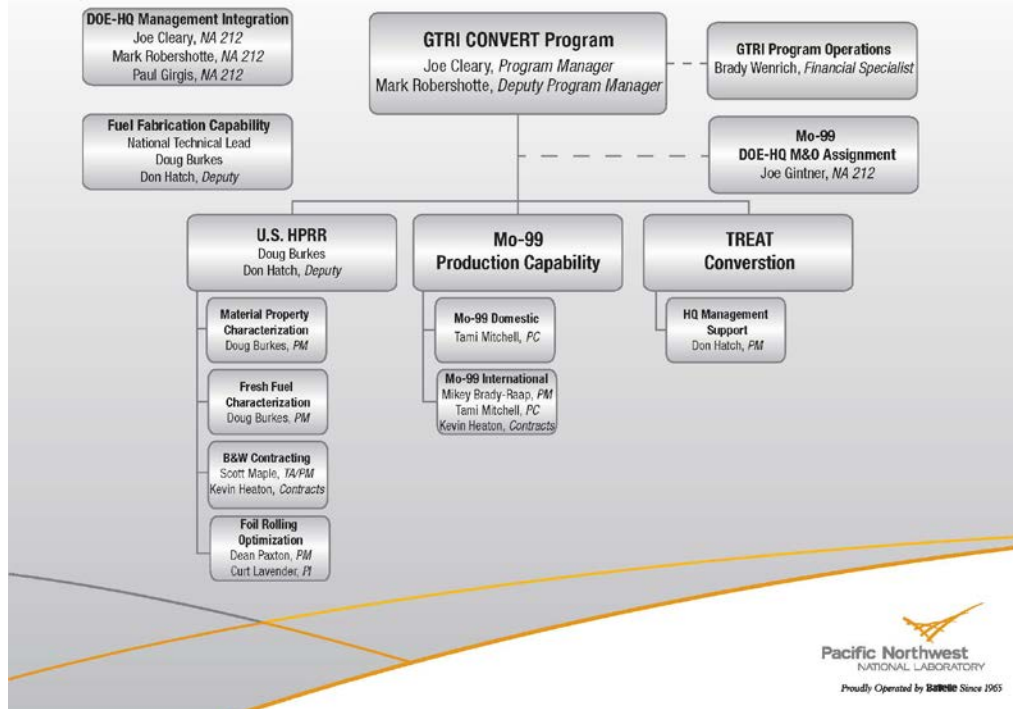 DOE-HQ Management Integration
Joe Cleary, NA 212
Mark Robershotte, NA 212
Paul Girgis, NA 212
GTRI CONVERT Program
Joe Cleary, Program Manager
Mark Robershotte, Deputy Program Manager
GTRI Program Operations
Brady Wenrich, Financial Specialist
Fuel Fabrication Capability
National Technical Lead
Doug Burkes
Don Hatch, Deputy
Mo-99
DOE-HQ M&O Assignment
Joe Gintner, NA 212
U.S. HPRR
Doug Burkes
Don Hatch, Deputy
Mo-99
Production Capability
TREAT
Converstion
Material Property
Characterization
Doug Burkes, PM
Fresh Fuel
Characterization
Doug Burkes, PM
B&W Contracting
Scott Maple, TA/PM
Kevin Heaton, Contracts
Foil Rolling
Optimization
Dean Paxton, PM
Curt Lavender, PI
Mo-99 Domestic
Tami Mitchell, PC
Mo-99 International
Mikey Brady-Raap, PM
Tami Mitchell, PC
Kevin Heaton, Contracts
HQ Management
Support
Don Hatch, PM
Pacific Northwest
NATIONAL LABORATORY
Proudly Operated by Battelle Since 1965